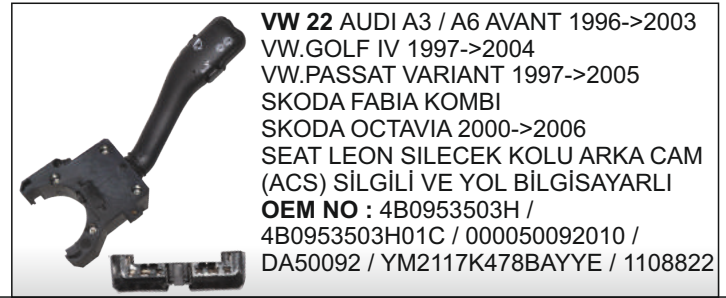 VW 22 AUDI A3 / A6 AVANT 1996->2003
VW.GOLF IV 1997->2004
VW.PASSAT VARIANT 1997->2005
SKODA FABIA KOMBI
SKODA OCTAVIA 2000->2006
SEAT LEON SILECEK KOLU ARKA CAM
(ACS) SİLGİLİ VE YOL BİLGİSAYARLI
OEM NO : 4B0953503H /
4B0953503H01C / 000050092010 /
DA50092 / YM2117K478BAYYE / 1108822